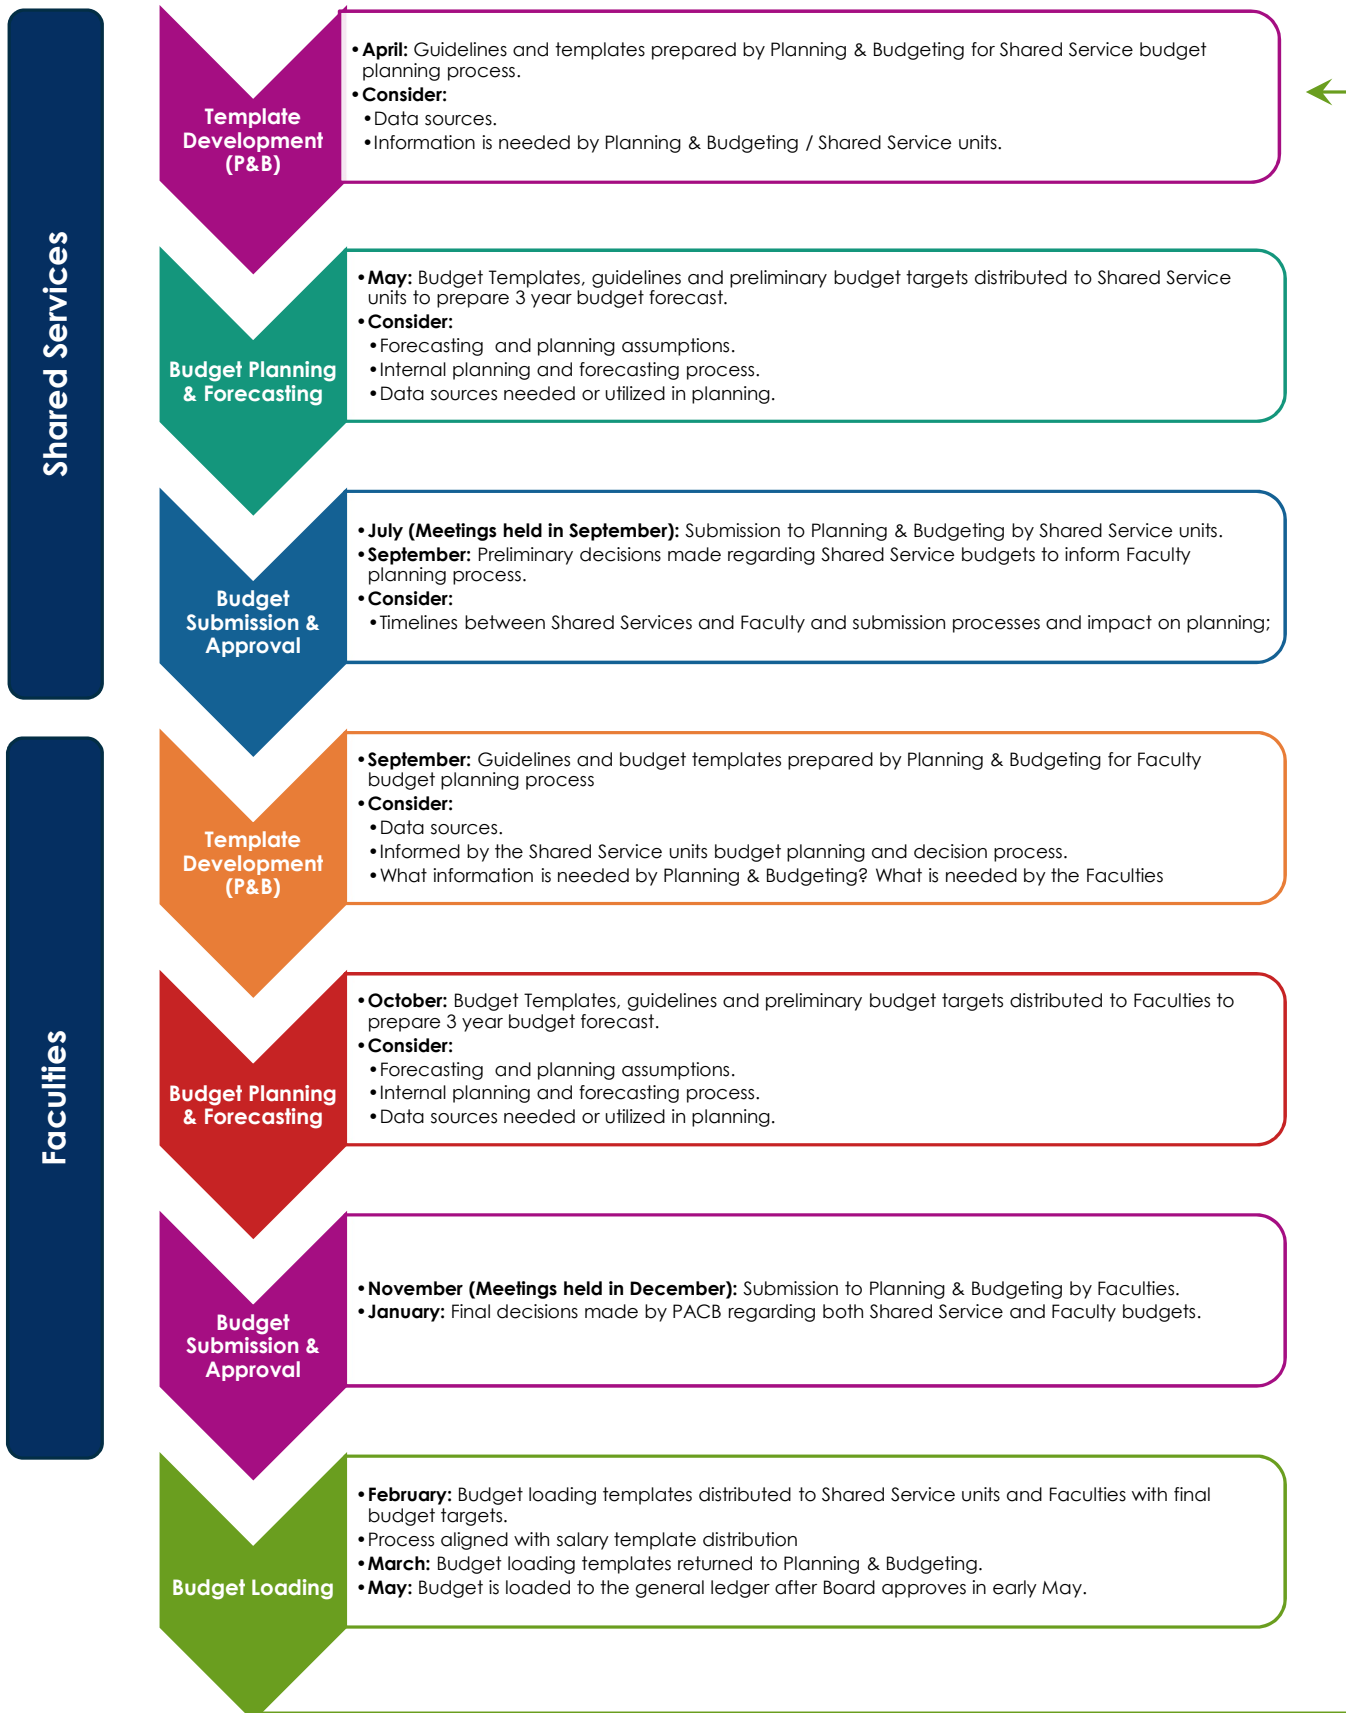 Shared Services
Template
Development
(P&B)
•April: Guidelines and templates prepared by Planning & Budgeting for Shared Service budget
planning process.
•Consider:
•Data sources.
•Information is needed by Planning & Budgeting / Shared Service units.
Budget Planning
& Forecasting
•May: Budget Templates, guidelines and preliminary budget targets distributed to Shared Service
units to prepare 3 year budget forecast.
•Consider:
•Forecasting and planning assumptions.
•Internal planning and forecasting process.
•Data sources needed or utilized in planning.
Budget
Submission &
Approval
•July (Meetings held in September): Submission to Planning & Budgeting by Shared Service units.
•September: Preliminary decisions made regarding Shared Service budgets to inform Faculty
planning process.
•Consider:
•Timelines between Shared Services and Faculty and submission processes and impact on planning;
Faculties
Template
Development
(P&B)
•September: Guidelines and budget templates prepared by Planning & Budgeting for Faculty
budget planning process
•Consider:
•Data sources.
•Informed by the Shared Service units budget planning and decision process.
•What information is needed by Planning & Budgeting? What is needed by the Faculties
Budget Planning
& Forecasting
•October: Budget Templates, guidelines and preliminary budget targets distributed to Faculties to
prepare 3 year budget forecast.
•Consider:
•Forecasting and planning assumptions.
•Internal planning and forecasting process.
•Data sources needed or utilized in planning.
Budget
Submission &
Approval
•November (Meetings held in December): Submission to Planning & Budgeting by Faculties.
•January: Final decisions made by PACB regarding both Shared Service and Faculty budgets.
Budget Loading
•February: Budget loading templates distributed to Shared Service units and Faculties with final
budget targets.
•Process aligned with salary template distribution
•March: Budget loading templates returned to Planning & Budgeting.
•May: Budget is loaded to the general ledger after Board approves in early May.